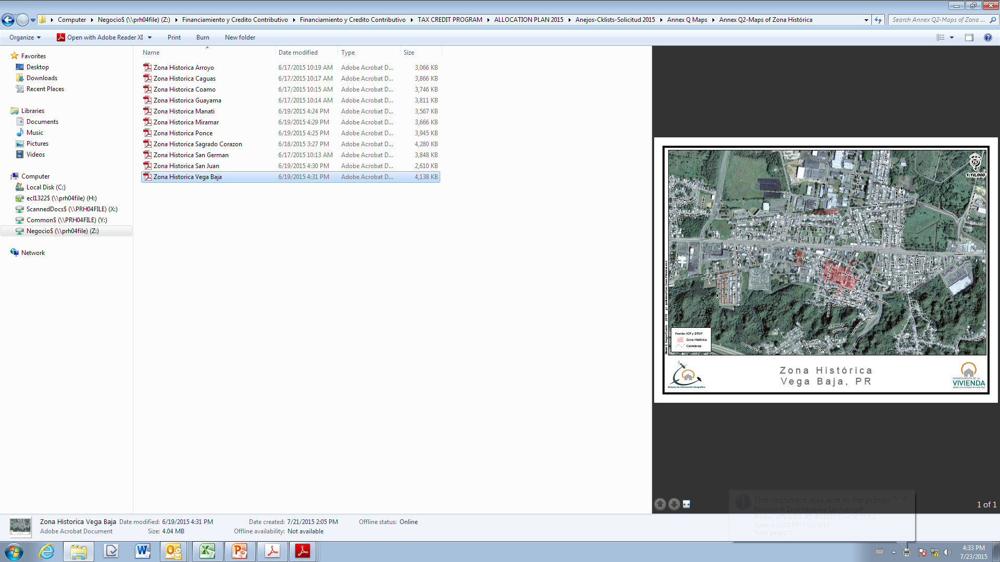 Computer ▸ Negocio$ (\\prh04file) (Z:) ▸ Financiamiento y Credito Contributivo ▸ Financiamiento y Credito Contributivo ▸ TAX CREDIT PROGRAM ▸ ALLOCATION PLAN 2015 ▸ Anejos-Cklists-Solicitud 2015 ▸ Annex Q Maps ▸ Annex Q2-Maps of Zona Histórica
Search Annex Q2-Maps of Zona ...
Organize Open with Adobe Reader XI Print Burn New folder
Favorites
Desktop
Downloads
Recent Places
Libraries
Documents
Music
Pictures
Videos
Computer
Local Disk (C:)
ecl1322$ (\\prh04file) (H:)
ScannedDocs$ (\\PRH04FILE) (X:)
Common$ (\\PRH04FILE) (Y:)
Negocio$ (\\prh04file) (Z:)
Network
Name Date modified Type Size
Zona Historica Arroyo 6/17/2015 10:19 AM Adobe Acrobat D... 3,066 KB
Zona Historica Caguas 6/17/2015 10:17 AM Adobe Acrobat D... 3,866 KB
Zona Historica Coamo 6/17/2015 10:15 AM Adobe Acrobat D... 3,746 KB
Zona Historica Guayama 6/17/2015 10:14 AM Adobe Acrobat D... 3,811 KB
Zona Historica Manati 6/19/2015 4:24 PM Adobe Acrobat D... 3,567 KB
Zona Historica Miramar 6/19/2015 4:29 PM Adobe Acrobat D... 3,666 KB
Zona Historica Ponce 6/19/2015 4:25 PM Adobe Acrobat D... 3,945 KB
Zona Historica Sagrado Corazon 6/18/2015 3:27 PM Adobe Acrobat D... 4,280 KB
Zona Historica San German 6/17/2015 10:13 AM Adobe Acrobat D... 3,848 KB
Zona Historica San Juan 6/19/2015 4:30 PM Adobe Acrobat D... 2,610 KB
Zona Historica Vega Baja 6/19/2015 4:31 PM Adobe Acrobat D... 4,138 KB
N
1:10,000
Carretera 2
Fuente: ICP y DTOP
Zona Histórica
Carreteras
Sistema de Información Geográfica
Zona Histórica
Vega Baja, PR
DEPARTAMENTO DE LA
VIVIENDA
Estado Libre Asociado de Puerto Rico
1 of 1
This document was sent to the printer
Document: Zona Historica San Juan.pdf
Time: 4:33:11 PM 7/23/2015
Total pages: 1
Zona Historica Vega Baja Date modified: 6/19/2015 4:31 PM Date created: 7/21/2015 2:05 PM Offline status: Online
Adobe Acrobat Document Size: 4.04 MB Offline availability: Not available
4:33 PM
7/23/2015